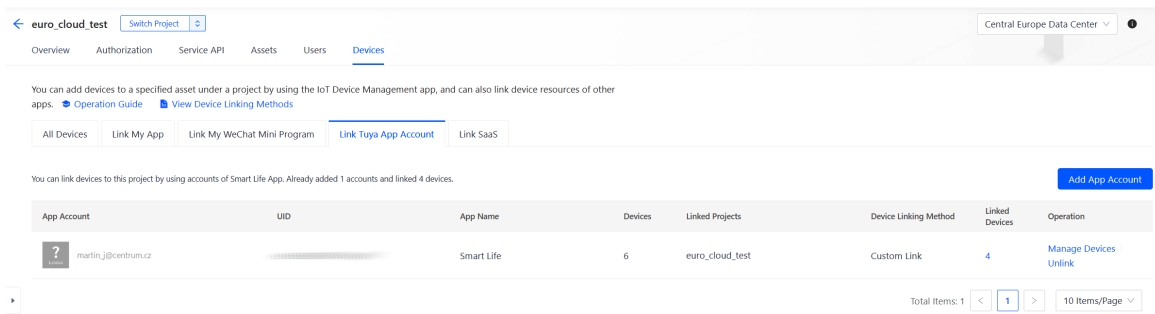 euro_cloud_test Switch Project Central Europe Data Center
Overview Authorization Service API Assets Users Devices
You can add devices to a specified asset under a project by using the IoT Device Management app, and can also link device resources of other
apps. Operation Guide View Device Linking Methods
All Devices Link My App Link My WeChat Mini Program Link Tuya App Account Link SaaS
You can link devices to this project by using accounts of Smart Life App. Already added 1 accounts and linked 4 devices.
Add App Account
App Account UID App Name Devices Linked Projects Device Linking Method Linked Devices Operation
? martin_j@centrum.cz Smart Life 6 euro_cloud_test Custom Link 4 Manage Devices
Unlink
Total Items: 1 < 1 > 10 Items/Page